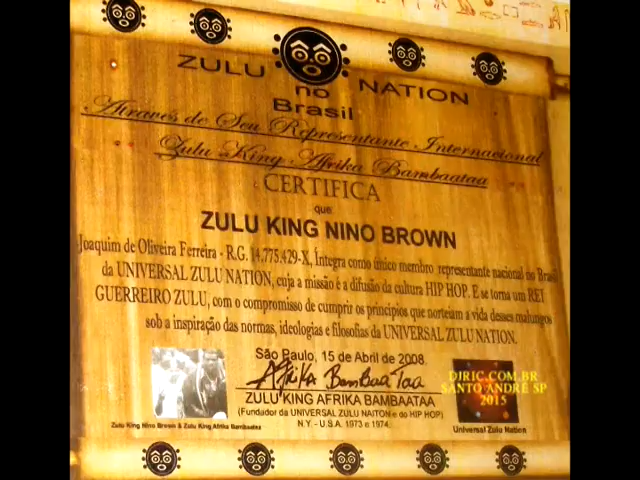 ZULU NATION
no
Brasil
Através de Seu Representante Internacional
Zulu King Afrika Bambaataa
CERTIFICA
que
ZULU KING NINO BROWN
Joaquim de Oliveira Ferreira - R.G. 14.775.429-X, Íntegra como único membro representante nacional no Brasil
da UNIVERSAL ZULU NATION, cuja a missão é a difusão da cultura HIP HOP. E se torna um REI
GUERREIRO ZULU, com o compromisso de cumprir os princípios que norteiam a vida desses malungos
sob a inspiração das normas, ideologias e filosofias da UNIVERSAL ZULU NATION.
São Paulo, 15 de Abril de 2008.
Afrika BamBaaTaa
ZULU KING AFRIKA BAMBAATAA
(Fundador da UNIVERSAL ZULU NAITON e do HIP HOP)
N.Y. - U.S.A. 1973 e 1974.
Zulu King Nino Brown & Zulu King Afrika Bambaataa
DIRIC.COM.BR
SANTO ANDRÉ SP
2015
Universal Zulu Nation